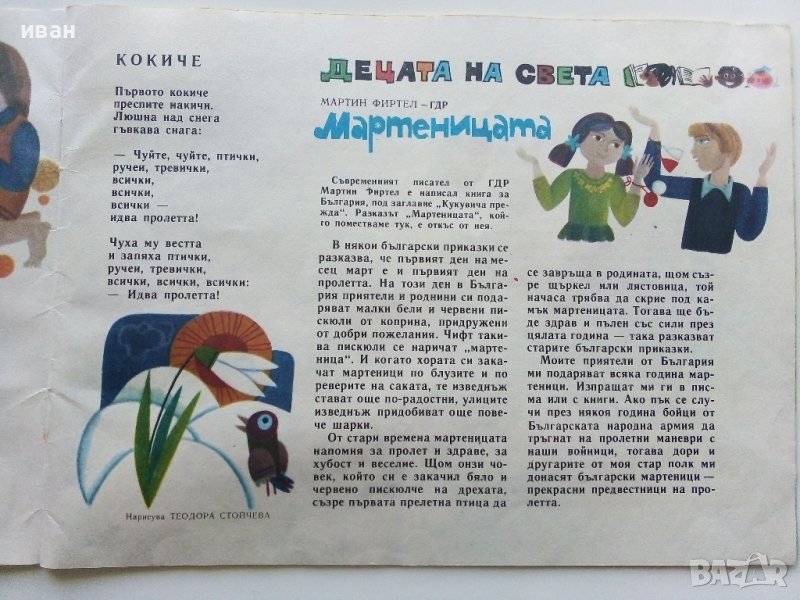 иван
КОКИЧЕ
Първото кокиче
преспите накичи.
Люшна над снега
гъвкава снага:
— Чуйте, чуйте, птички,
ручеи, тревички,
всички,
всички,
всички —
идва пролетта!
Чуха му вестта
и запяха птички,
ручеи, тревички,
всички, всички, всички:
— Идва пролетта!
Нарисува ТЕОДОРА СТОЙЧЕВА
ДЕЦАТА НА СВЕТА
МАРТИН ФИРТЕЛ – ГДР
Мартеницата
Съвременният писател от ГДР
Мартин Фиртел е написал книга за
България, под заглавие „Кукувича пре-
жда". Разказът „Мартеницата", кой-
го поместваме тук, е откъс от нея.
В някои български приказки се
разказва, че първият ден на ме-
сец март е и първият ден на
пролетта. На този ден в Бълга-
рия приятели и роднини си пода-
ряват малки бели и червени пи-
скюли от коприна, придружени
от добри пожелания. Чифт таки-
ва пискюли се наричат „марте-
ница". И когато хората си зака-
чат мартеници по блузите и по
реверите на саката, те изведнъж
стават още по-радостни, улиците
изведнъж придобиват още пове-
че шарки.
От стари времена мартеницата
напомня за пролет и здраве, за
хубост и веселие. Щом онзи чо-
век, който си е закачил бяло и
червено пискюлче на дрехата,
съзре първата прелетна птица да
се завръща в родината, щом съз-
ре щъркел или лястовица, той
начаса трябва да скрие под ка-
мък мартеницата. Тогава ще бъ-
де здрав и пълен със сили през
цялата година — така разказват
старите български приказки.
Моите приятели от България
ми подаряват всяка година мар-
теници. Изпращат ми ги в пис-
ма или с книги. Ако пък се слу-
чи през някоя година бойци от
Българската народна армия да
тръгнат на пролетни маневри с
наши войници, тогава дори и
другарите от моя стар полк ми
донасят български мартеници —
прекрасни предвестници на про-
летта.
BAZAR